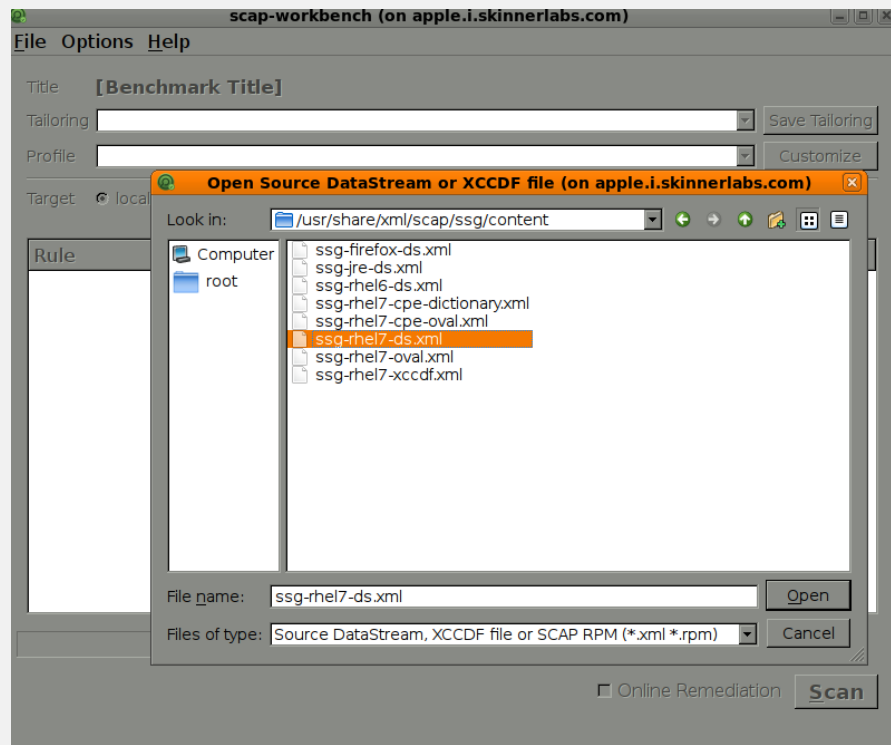 scap-workbench (on apple.i.skinnerlabs.com)
File Options Help
Title [Benchmark Title]
Tailoring Save Tailoring
Profile Customize
Open Source DataStream or XCCDF file (on apple.i.skinnerlabs.com)
Target local
Look in: /usr/share/xml/scap/ssg/content
Rule
Computer
root
ssg-firefox-ds.xml
ssg-jre-ds.xml
ssg-rhel6-ds.xml
ssg-rhel7-cpe-dictionary.xml
ssg-rhel7-cpe-oval.xml
ssg-rhel7-ds.xml
ssg-rhel7-oval.xml
ssg-rhel7-xccdf.xml
File name: ssg-rhel7-ds.xml Open
Files of type: Source DataStream, XCCDF file or SCAP RPM (*.xml *.rpm) Cancel
Online Remediation Scan